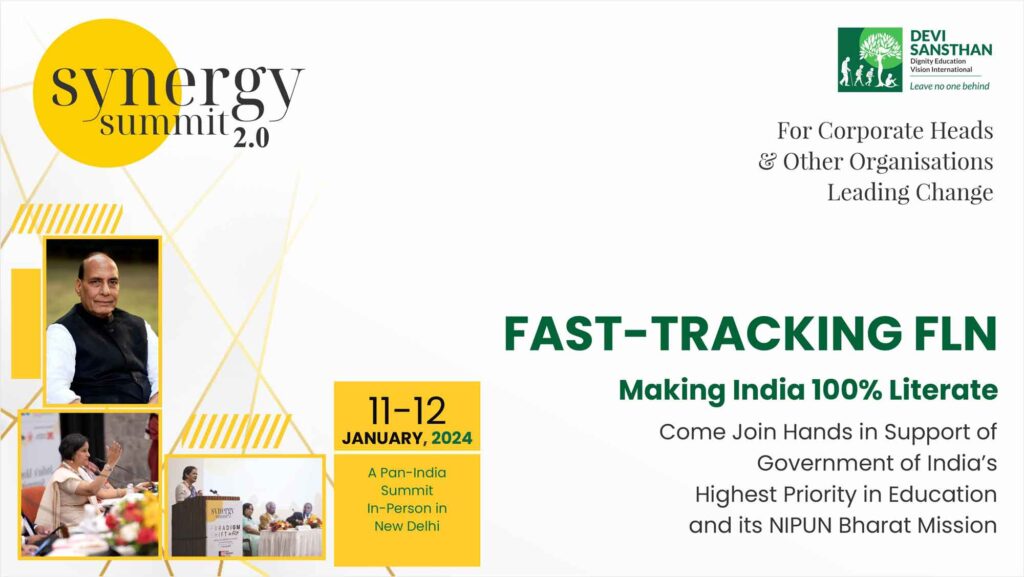 synergy
summit 2.0
DEVI
SANSTHAN
Dignity Education
Vision International
Leave no one behind
For Corporate Heads
& Other Organisations
Leading Change
FAST-TRACKING FLN
Making India 100% Literate
Come Join Hands in Support of
Government of India’s
Highest Priority in Education
and its NIPUN Bharat Mission
11-12
JANUARY, 2024
A Pan-India
Summit
In-Person in
New Delhi
synergy